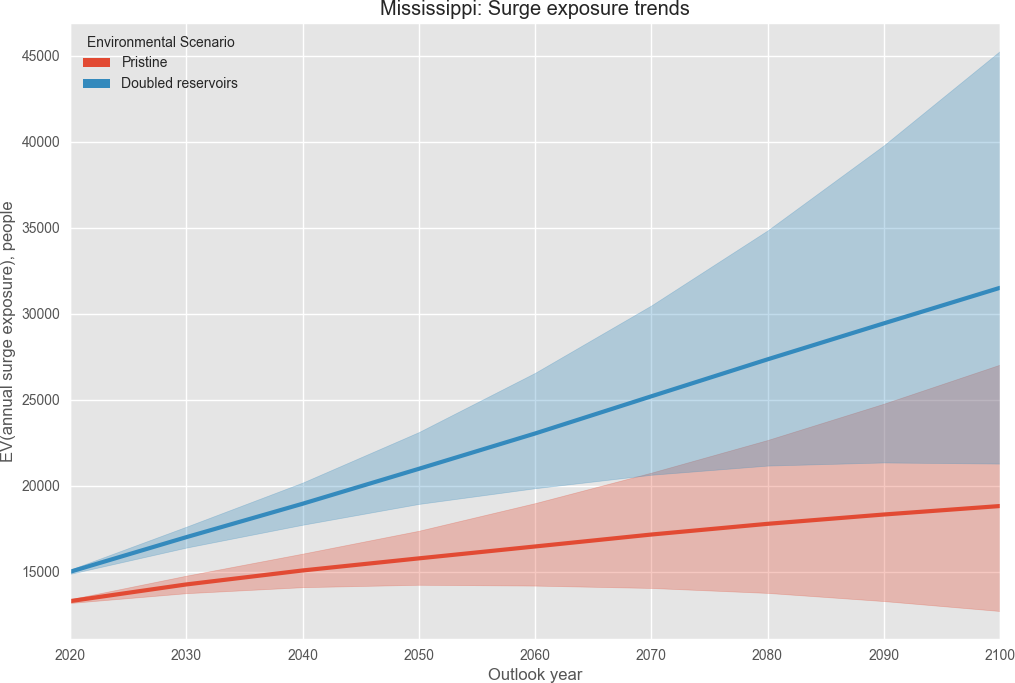 Mississippi: Surge exposure trends
Environmental Scenario
Pristine
Doubled reservoirs
EV(annual surge exposure), people
45000
40000
35000
30000
25000
20000
15000
2020 2030 2040 2050 2060 2070 2080 2090 2100
Outlook year